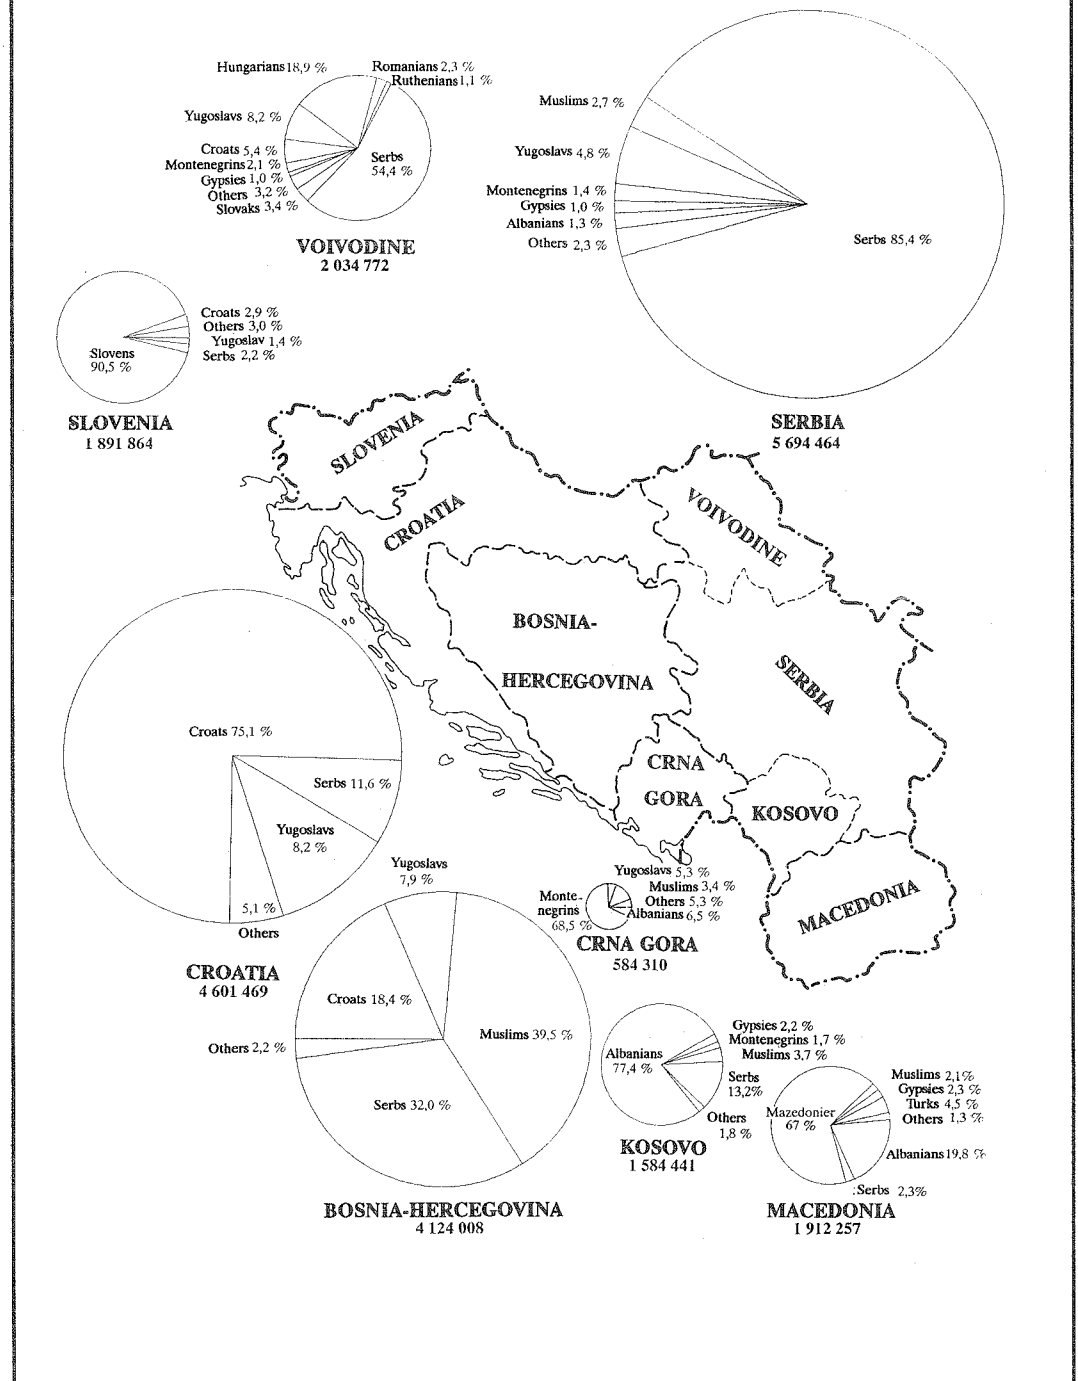 Hungarians 18,9 %
Romanians 2,3 %
Ruthenians 1,1 %
Yugoslavs 8,2 %
Croats 5,4 %
Montenegrins 2,1 %
Gypsies 1,0 %
Others 3,2 %
Slovaks 3,4 %
Serbs
54,4 %
VOIVODINE
2 034 772
Muslims 2,7 %
Yugoslavs 4,8 %
Montenegrins 1,4 %
Gypsies 1,0 %
Albanians 1,3 %
Others 2,3 %
Serbs 85,4 %
SERBIA
5 694 464
Croats 2,9 %
Others 3,0 %
Yugoslav 1,4 %
Serbs 2,2 %
Slovens
90,5 %
SLOVENIA
1 891 864
SLOVENIA
CROATIA
VOIVODINE
BOSNIA-
HERCEGOVINA
SERBIA
CRNA
GORA
KOSOVO
MACEDONIA
Croats 75,1 %
Serbs 11,6 %
Yugoslavs
8,2 %
5,1 %
Others
CROATIA
4 601 469
Yugoslavs
7,9 %
Croats 18,4 %
Muslims 39,5 %
Others 2,2 %
Serbs 32,0 %
BOSNIA-HERCEGOVINA
4 124 008
Yugoslavs 5,3 %
Muslims 3,4 %
Others 5,3 %
Albanians 6,5 %
Monte-
negrins
68,5 %
CRNA GORA
584 310
Gypsies 2,2 %
Montenegrins 1,7 %
Muslims 3,7 %
Albanians
77,4 %
Serbs
13,2%
Others
1,8 %
KOSOVO
1 584 441
Muslims 2,1%
Gypsies 2,3 %
Turks 4,5 %
Others 1,3 %
Mazedonier
67 %
Albanians 19,8 %
Serbs 2,3%
MACEDONIA
1 912 257